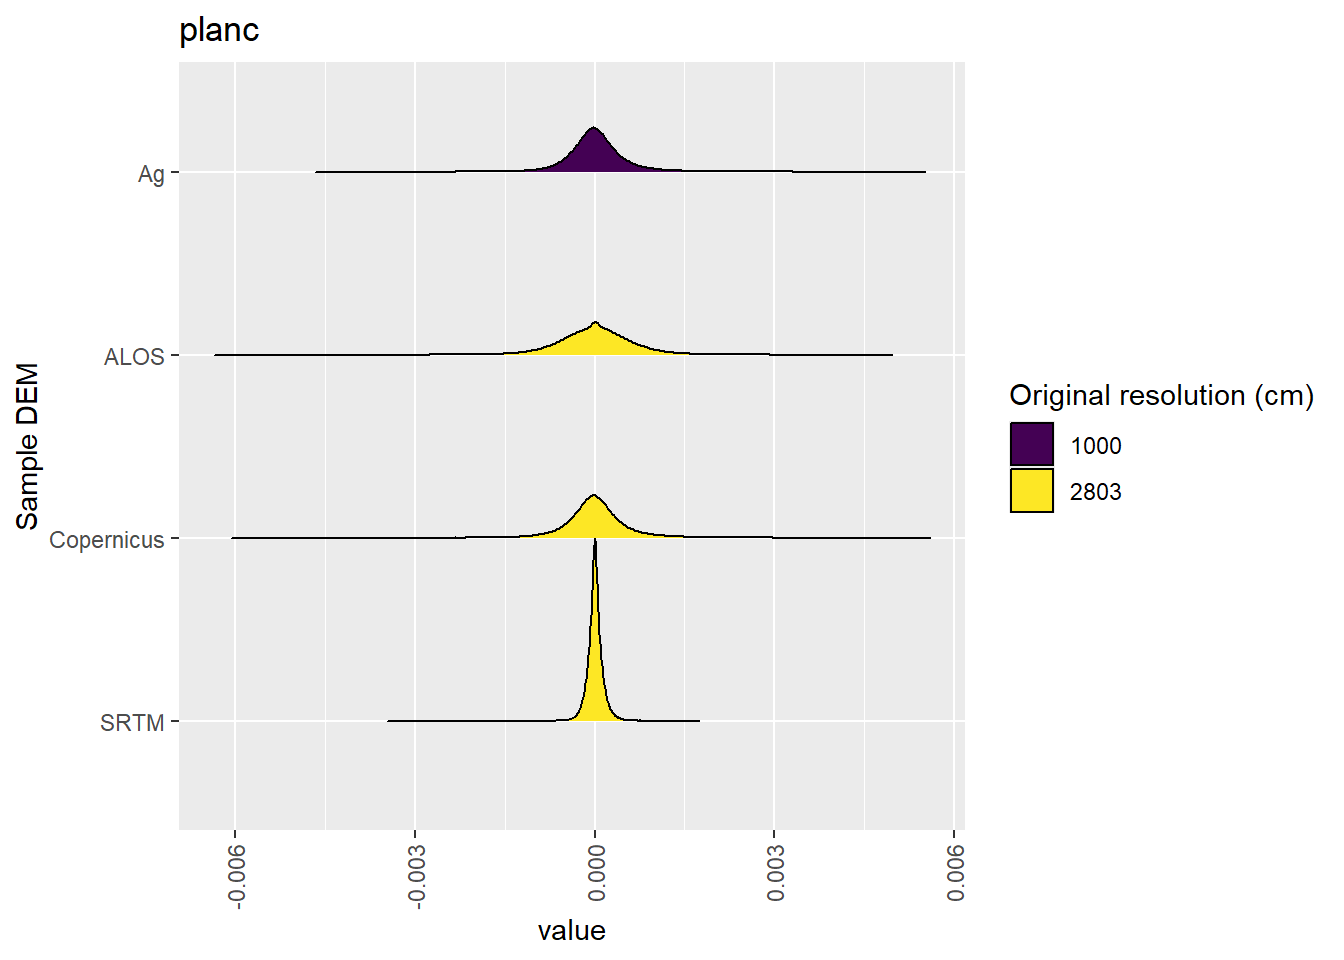 planc
Sample DEM
Ag
ALOS
Copernicus
SRTM
-0.006
-0.003
0.000
0.003
0.006
value
Original resolution (cm)
1000
2803